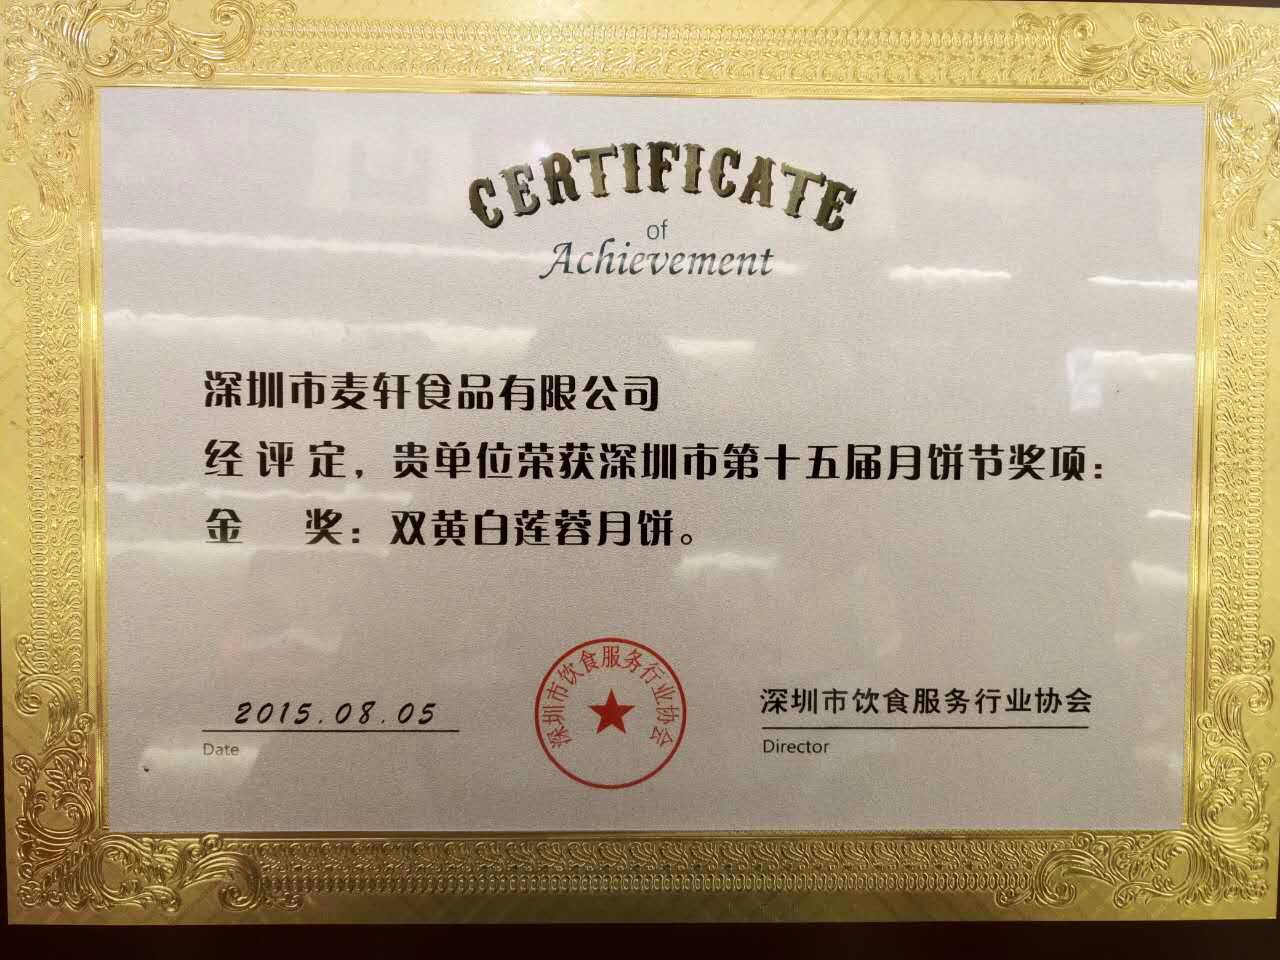 CERTIFICATE
of
Achievement
深圳市麦轩食品有限公司
经评定，贵单位荣获深圳市第十五届月饼节奖项：
金 奖：双黄白莲蓉月饼。
2015.08.05
Date
深圳市饮食服务行业协会
深圳市饮食服务行业协会
Director